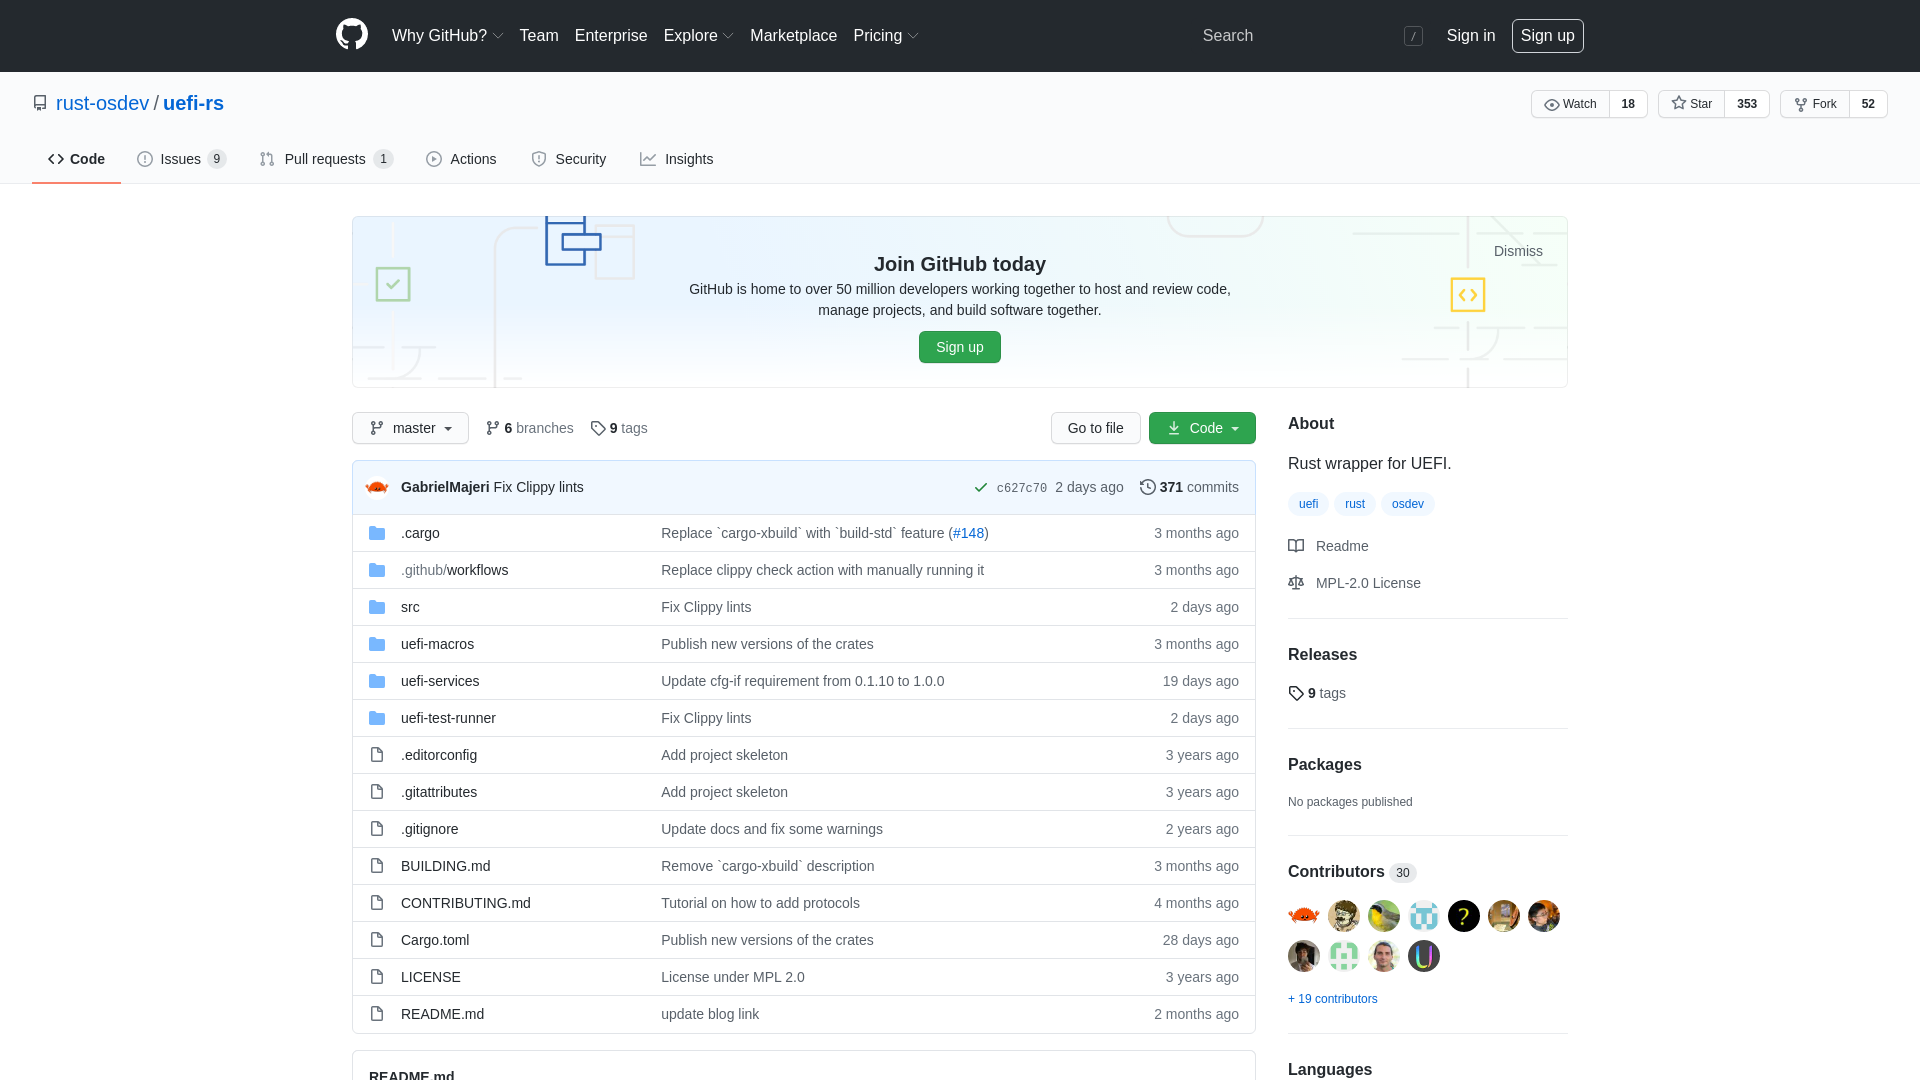 Why GitHub? Team Enterprise Explore Marketplace Pricing Search / Sign in Sign up
rust-osdev / uefi-rs Watch 18 Star 353 Fork 52
Code Issues 9 Pull requests 1 Actions Security Insights
Dismiss
Join GitHub today
GitHub is home to over 50 million developers working together to host and review code,
manage projects, and build software together.
Sign up
master 6 branches 9 tags Go to file Code
GabrielMajeri Fix Clippy lints c627c70 2 days ago 371 commits
.cargo Replace `cargo-xbuild` with `build-std` feature (#148) 3 months ago
.github/workflows Replace clippy check action with manually running it 3 months ago
src Fix Clippy lints 2 days ago
uefi-macros Publish new versions of the crates 3 months ago
uefi-services Update cfg-if requirement from 0.1.10 to 1.0.0 19 days ago
uefi-test-runner Fix Clippy lints 2 days ago
.editorconfig Add project skeleton 3 years ago
.gitattributes Add project skeleton 3 years ago
.gitignore Update docs and fix some warnings 2 years ago
BUILDING.md Remove `cargo-xbuild` description 3 months ago
CONTRIBUTING.md Tutorial on how to add protocols 4 months ago
Cargo.toml Publish new versions of the crates 28 days ago
LICENSE License under MPL 2.0 3 years ago
README.md update blog link 2 months ago
README.md
About
Rust wrapper for UEFI.
uefi rust osdev
Readme
MPL-2.0 License
Releases
9 tags
Packages
No packages published
Contributors 30
?
U
+ 19 contributors
Languages